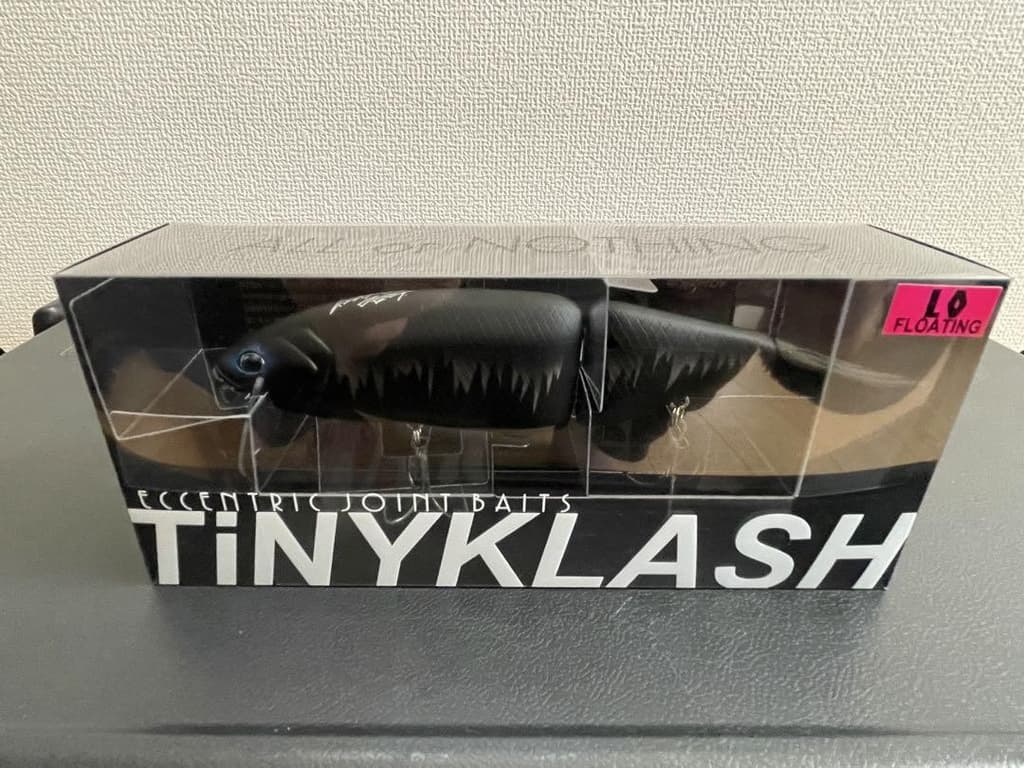 ALL or NOTHING
LO
FLOATING
ECCENTRIC JOINT BAITS
TiNYKLASH